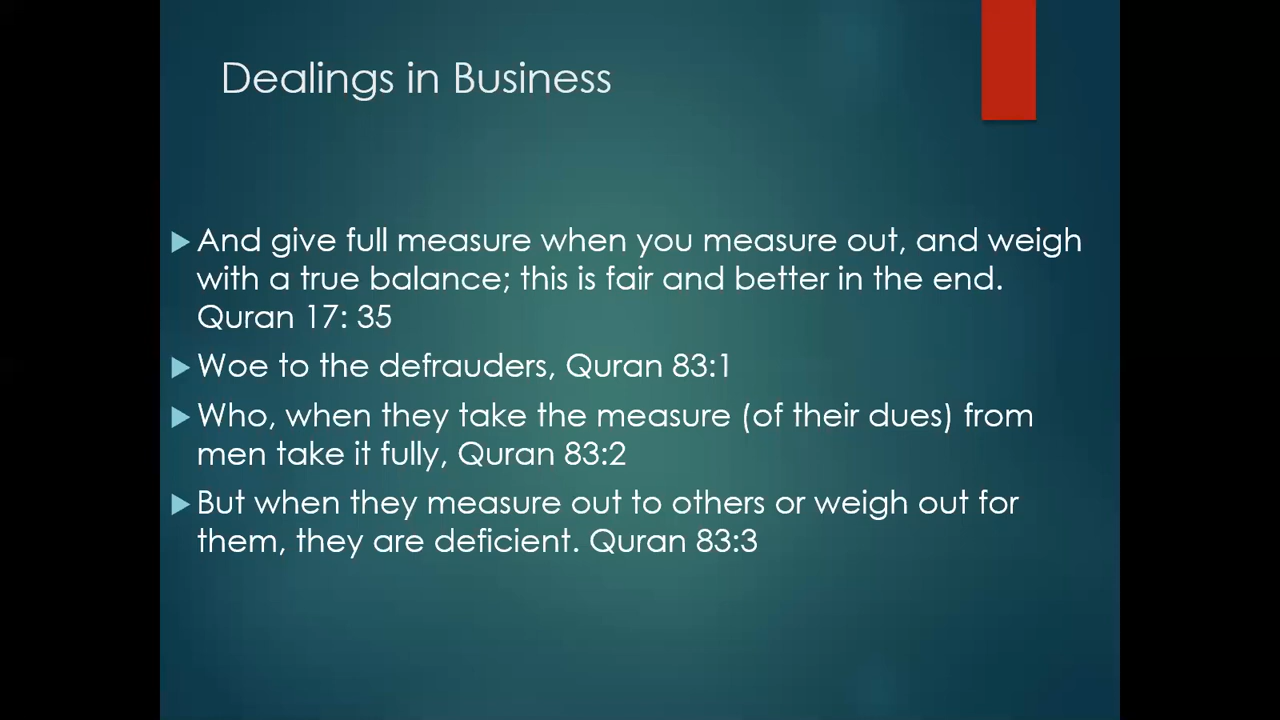 Dealings in Business
And give full measure when you measure out, and weigh
with a true balance; this is fair and better in the end.
Quran 17: 35
Woe to the defrauders, Quran 83:1
Who, when they take the measure (of their dues) from
men take it fully, Quran 83:2
But when they measure out to others or weigh out for
them, they are deficient. Quran 83:3